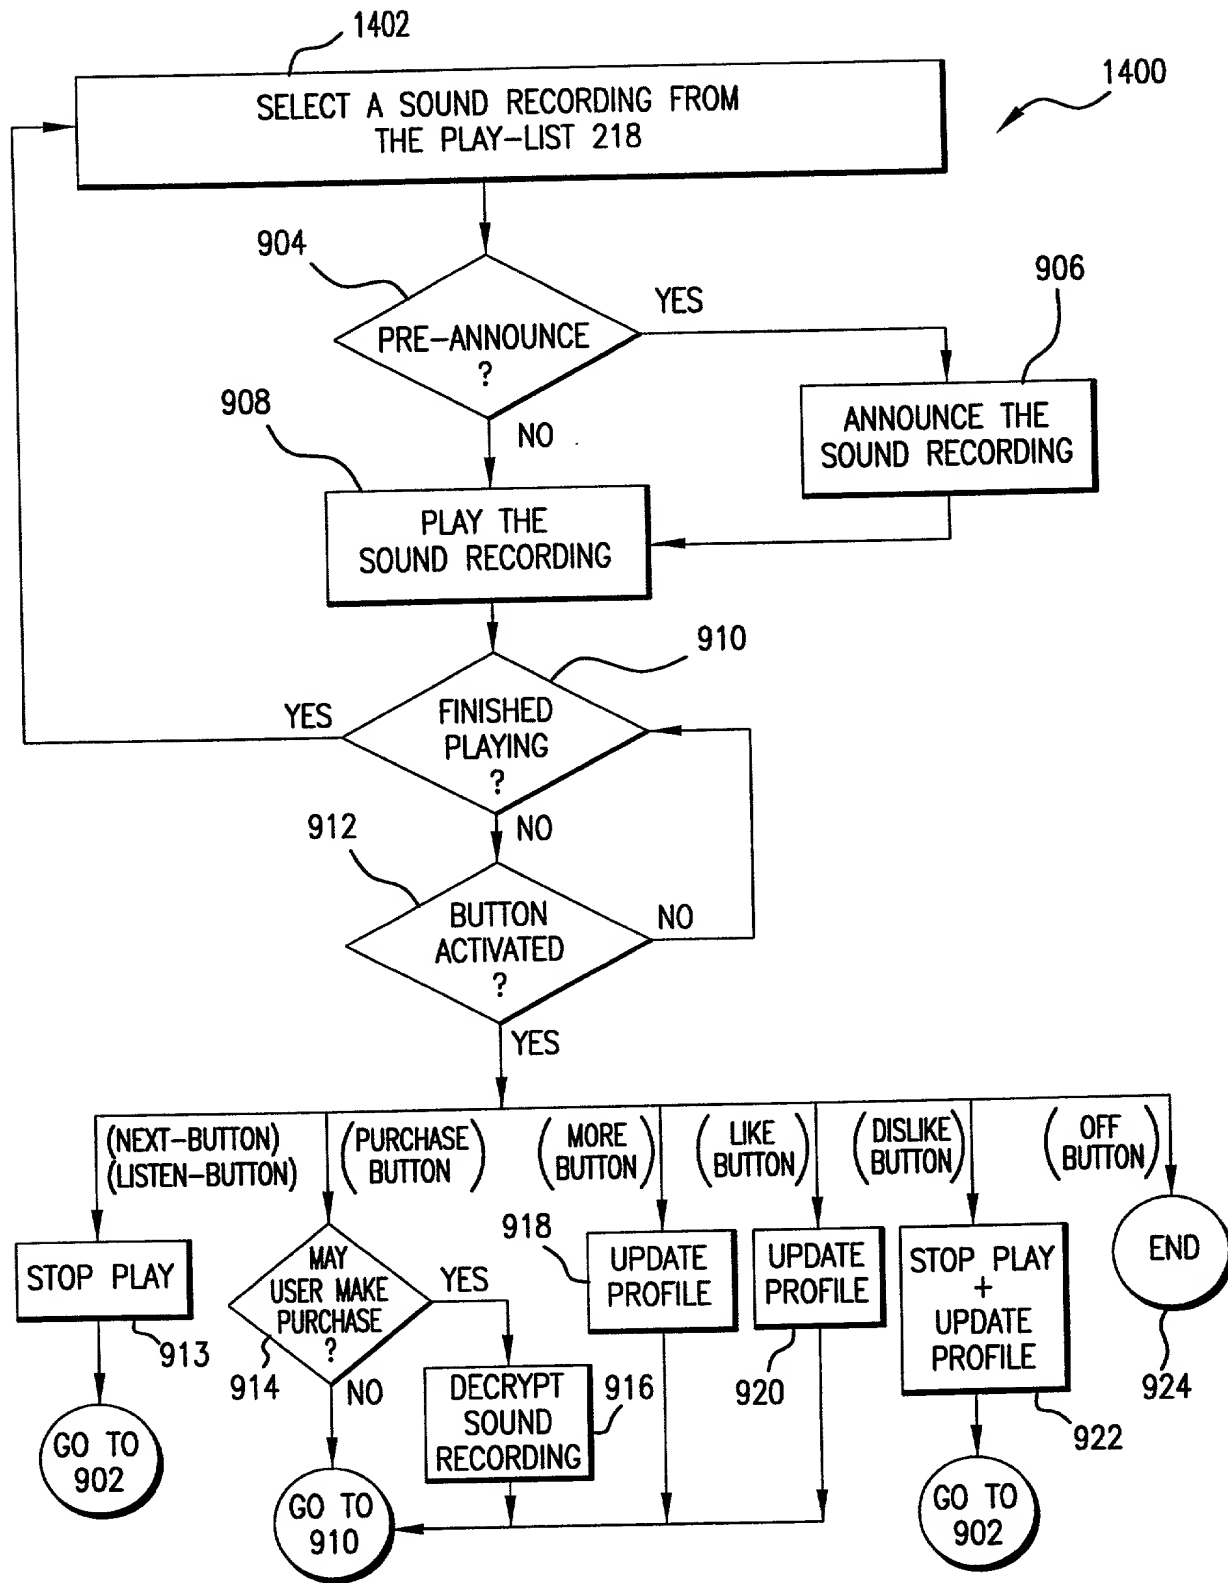 1402
1400
SELECT A SOUND RECORDING FROM
THE PLAY-LIST 218
904
YES
906
PRE-ANNOUNCE
?
908
NO
ANNOUNCE THE
SOUND RECORDING
PLAY THE
SOUND RECORDING
910
YES
FINISHED
PLAYING
?
912
NO
BUTTON
ACTIVATED
?
NO
YES
(NEXT-BUTTON)
(LISTEN-BUTTON)
(PURCHASE
BUTTON)
(MORE
BUTTON)
(LIKE
BUTTON)
(DISLIKE
BUTTON)
(OFF
BUTTON)
STOP PLAY
913
GO TO
902
MAY
USER MAKE
PURCHASE
?
914
YES
NO
DECRYPT
SOUND
RECORDING
916
GO TO
910
918
UPDATE
PROFILE
UPDATE
PROFILE
920
STOP PLAY
+
UPDATE
PROFILE
922
GO TO
902
END
924